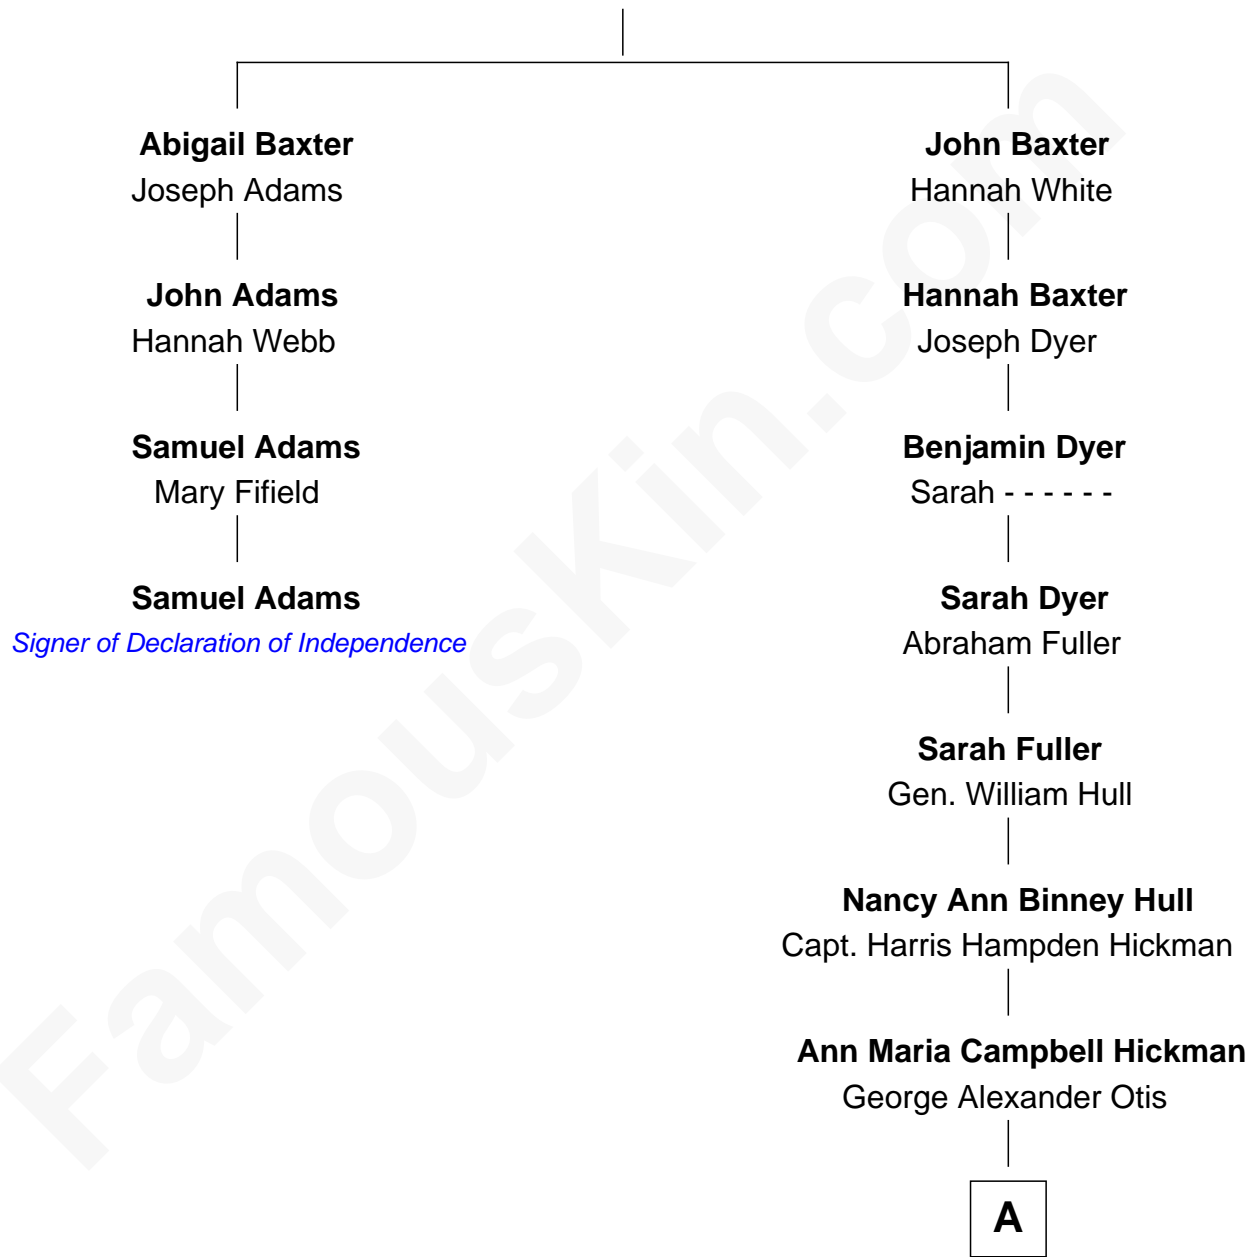 Abigail Baxter
Joseph Adams
John Adams
Hannah Webb
Samuel Adams
Mary Fifield
Samuel Adams
Signer of Declaration of Independence
John Baxter
Hannah White
Hannah Baxter
Joseph Dyer
Benjamin Dyer
Sarah - - - - - -
Sarah Dyer
Abraham Fuller
Sarah Fuller
Gen. William Hull
Nancy Ann Binney Hull
Capt. Harris Hampden Hickman
Ann Maria Campbell Hickman
George Alexander Otis
A
FamousKin.com